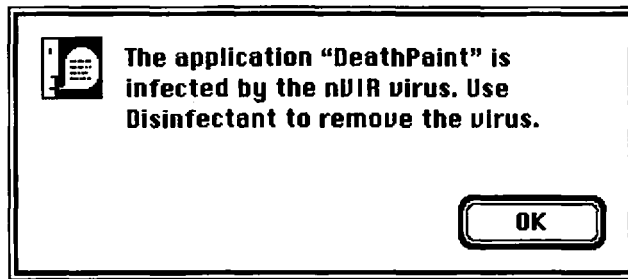 The application “DeathPaint” is
infected by the nVIR virus. Use
Disinfectant to remove the virus.
OK